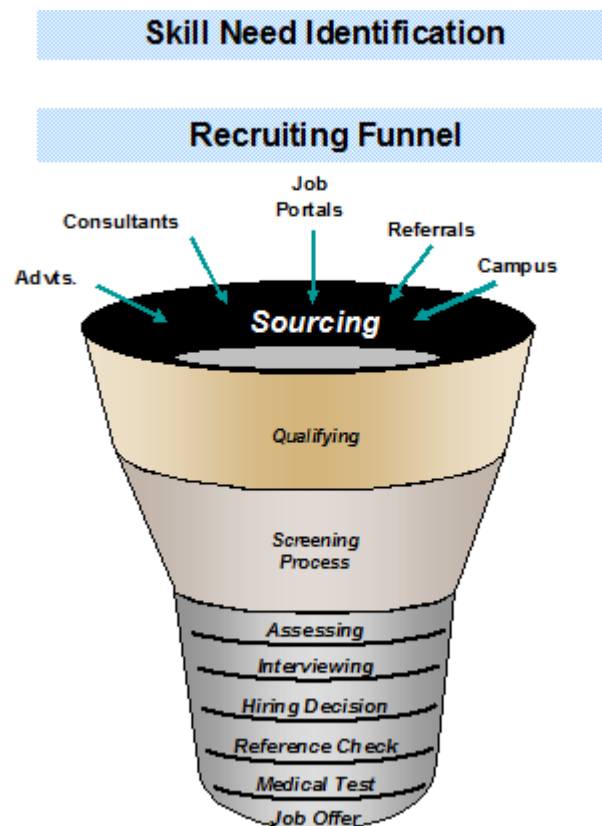 Skill Need Identification
Recruiting Funnel
Job
Portals
Consultants
Referrals
Advts.
Campus
Sourcing
Qualifying
Screening
Process
Assessing
Interviewing
Hiring Decision
Reference Check
Medical Test
Job Offer